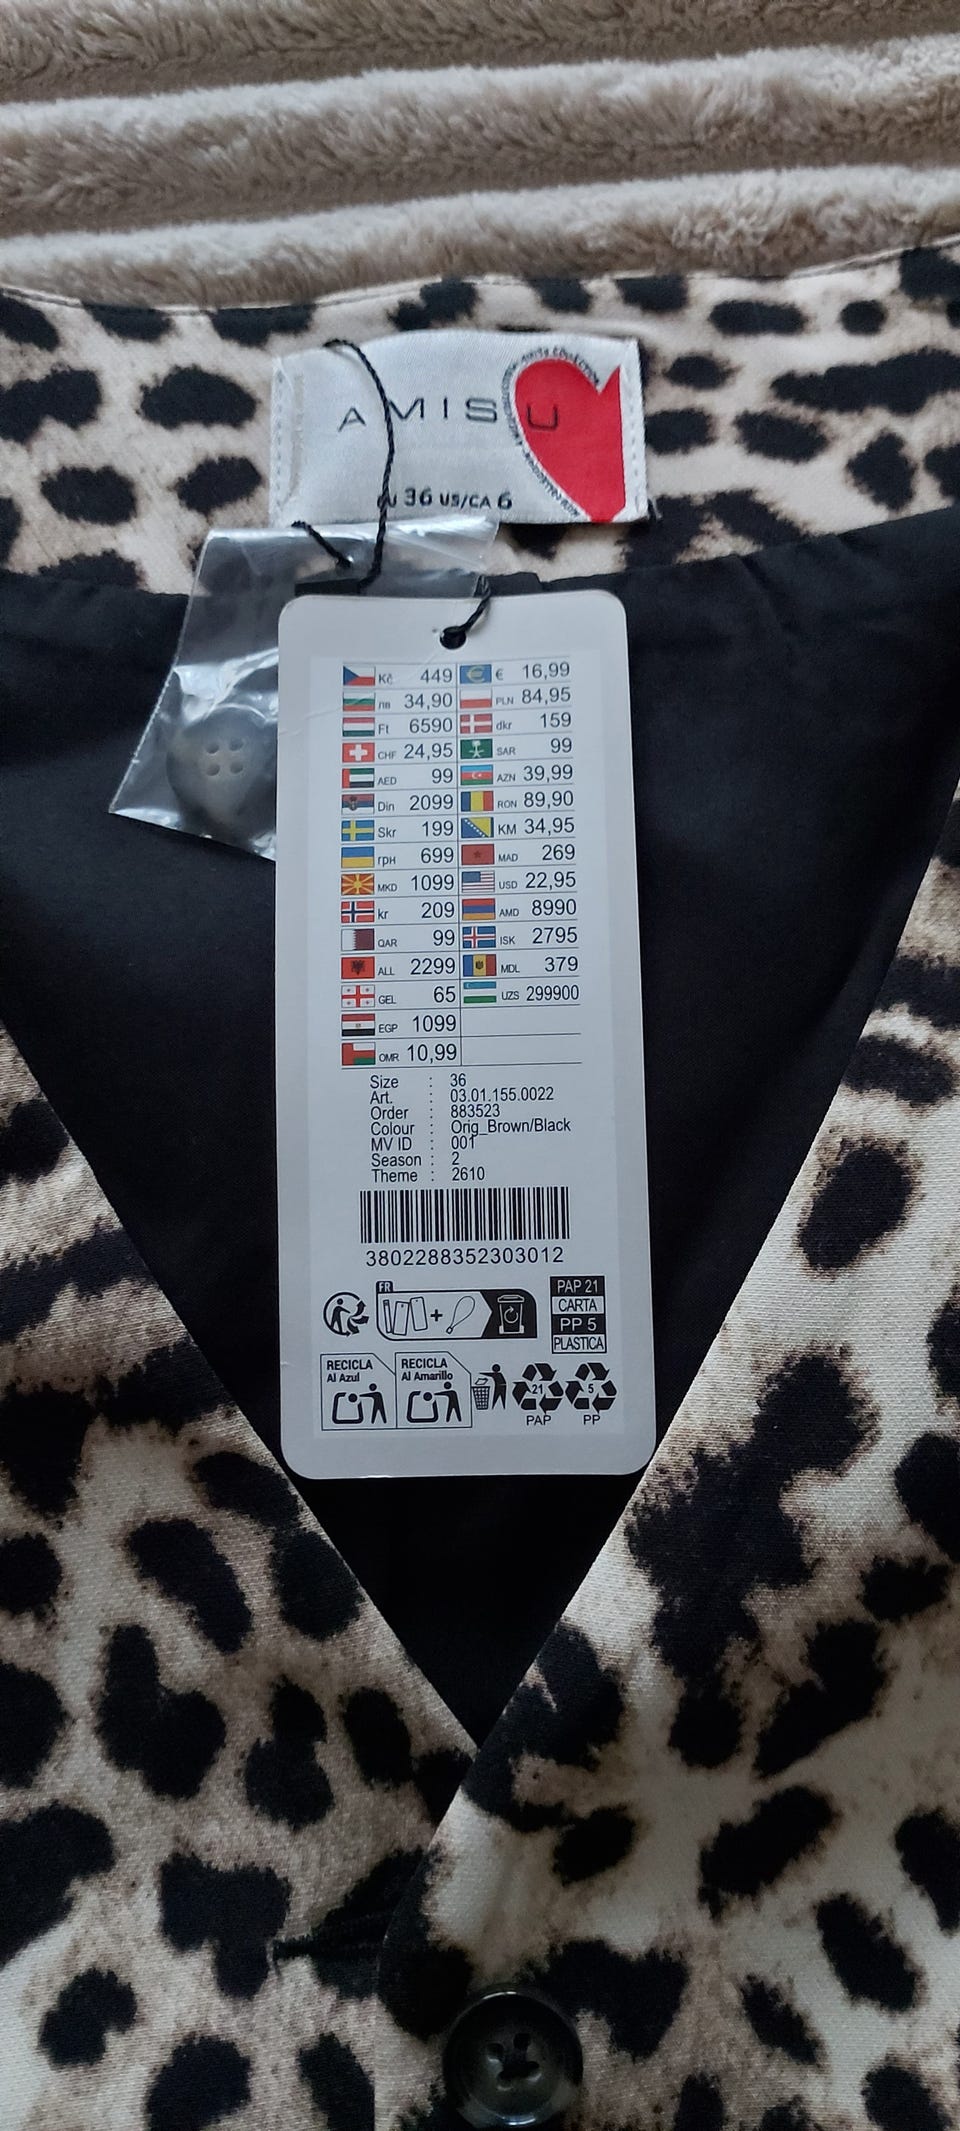 AMISU
36 US/CA 6
Kč 449 € 16,99
лв 34,90 PLN 84,95
Ft 6590 dkr 159
CHF 24,95 SAR 99
AED 99 AZN 39,99
Din 2099 RON 89,90
Skr 199 KM 34,95
грн 699 MAD 269
MKD 1099 USD 22,95
kr 209 AMD 8990
QAR 99 ISK 2795
ALL 2299 MDL 379
GEL 65 UZS 299900
EGP 1099
OMR 10,99
Size : 36
Art. : 03.01.155.0022
Order : 883523
Colour : Orig_Brown/Black
MV ID : 001
Season : 2
Theme : 2610
3802288352303012
FR
+
PAP 21
CARTA
PP 5
PLASTICA
RECICLA
Al Azul
RECICLA
Al Amarillo
21
PAP
5
PP